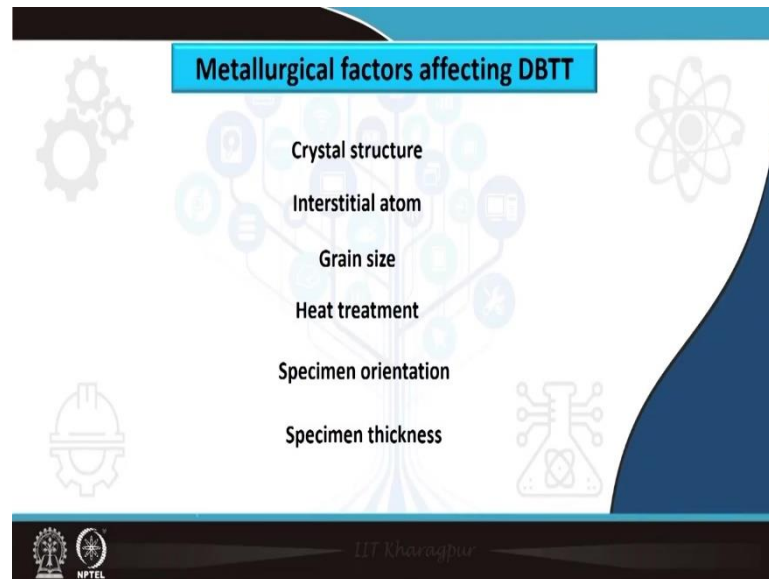 Metallurgical factors affecting DBTT
Crystal structure
Interstitial atom
Grain size
Heat treatment
Specimen orientation
Specimen thickness
IIT Kharagpur
NPTEL